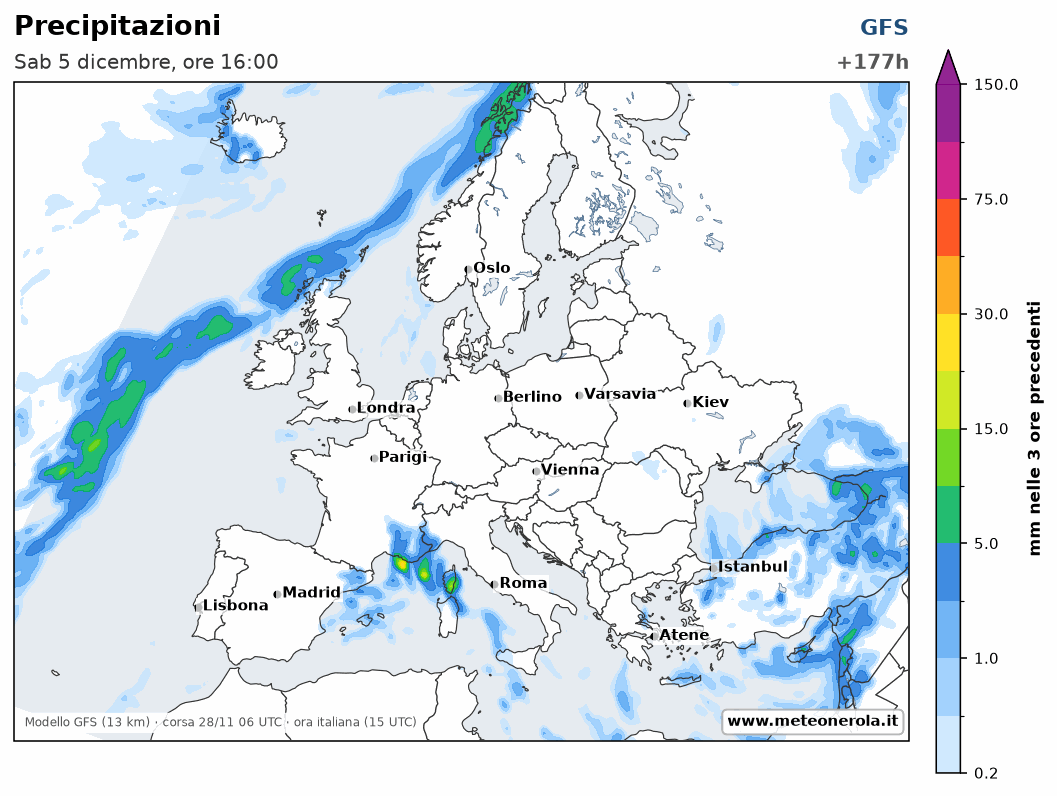 Precipitazioni
GFS
Sab 5 dicembre, ore 16:00
+177h
150.0
75.0
30.0
15.0
5.0
1.0
0.2
mm nelle 3 ore precedenti
Oslo
Berlino
Varsavia
Kiev
Londra
Parigi
Vienna
Istanbul
Madrid
Roma
Lisbona
Atene
Modello GFS (13 km) · corsa 28/11 06 UTC · ora italiana (15 UTC)
www.meteonerola.it